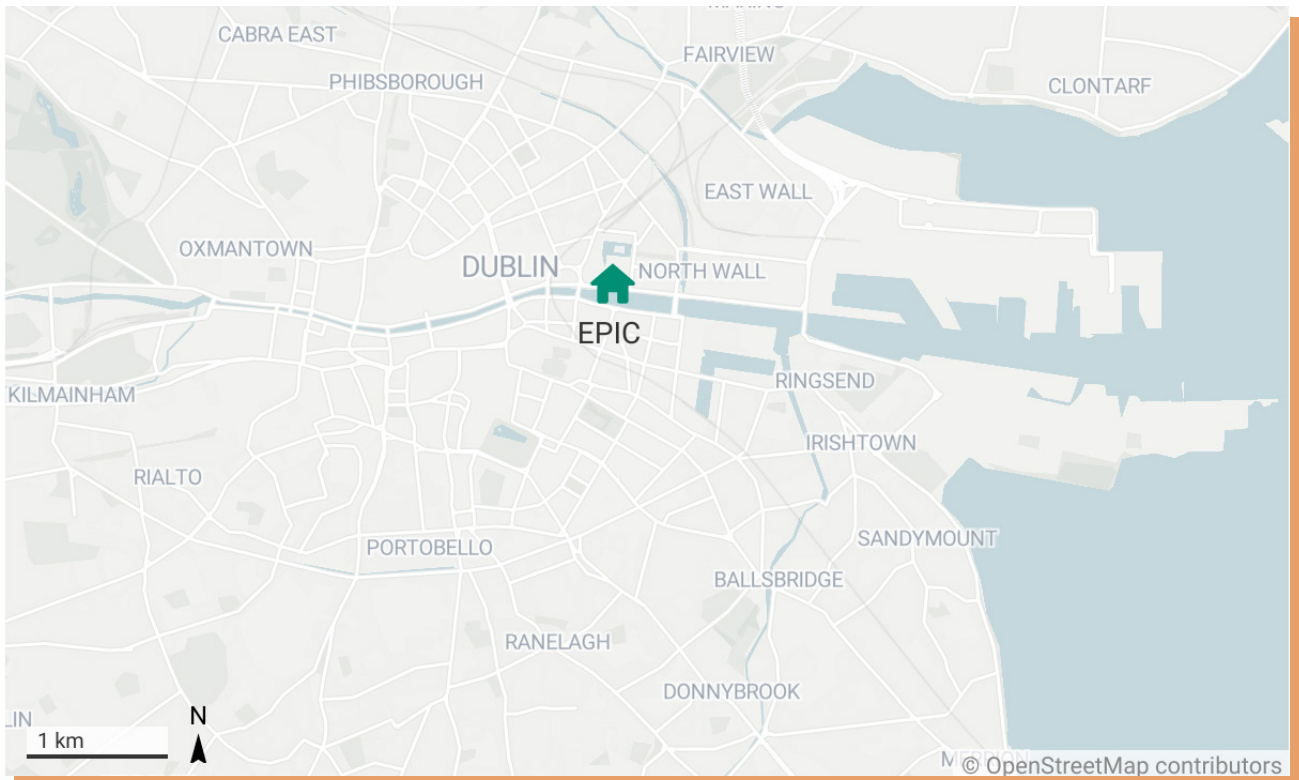 CABRA EAST
FAIRVIEW
PHIBSBOROUGH
CLONTARF
EAST WALL
OXMANTOWN
DUBLIN
NORTH WALL
EPIC
RINGSEND
KILMAINHAM
IRISHTOWN
RIALTO
SANDYMOUNT
PORTOBELLO
BALLSBRIDGE
RANELAGH
DONNYBROOK
N
1 km
© OpenStreetMap contributors